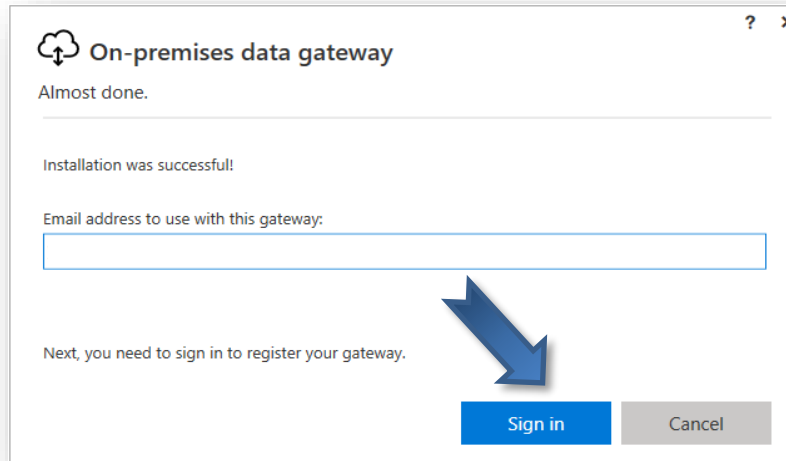 ?
On-premises data gateway
Almost done.
Installation was successful!
Email address to use with this gateway:
Next, you need to sign in to register your gateway.
Sign in Cancel